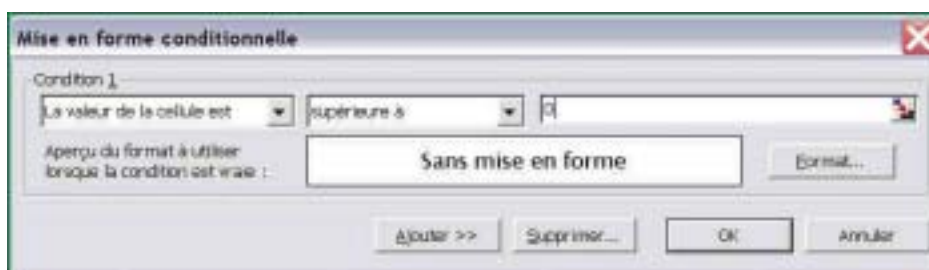 Mise en forme conditionnelle
Condition 1
La valeur de la cellule est supérieure à 0
Aperçu du format à utiliser
lorsque la condition est vraie :
Sans mise en forme
Format...
Ajouter >> Supprimer... OK Annuler